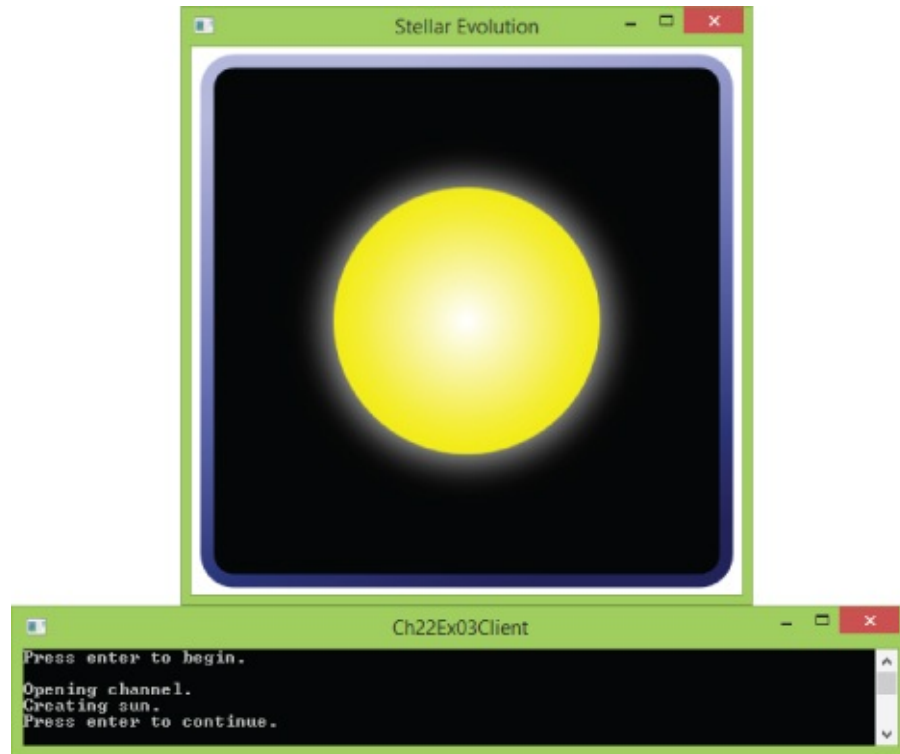 Stellar Evolution
Ch22Ex03Client
Press enter to begin.
Opening channel.
Creating sun.
Press enter to continue.